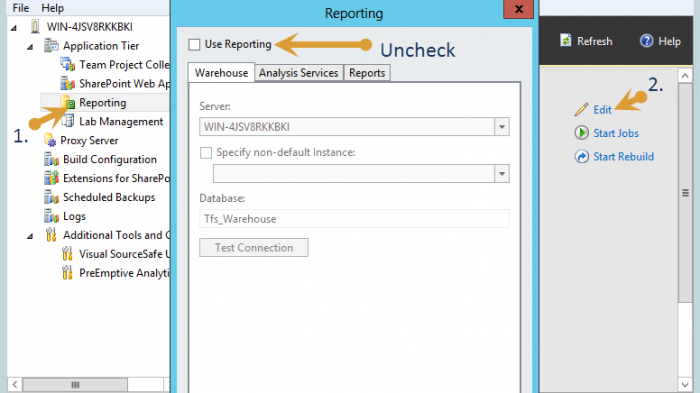 File Help
WIN-4JSV8RKKBKI
Application Tier
Team Project Colle
SharePoint Web Ap
Reporting
1.
Lab Management
Proxy Server
Build Configuration
Extensions for SharePo
Scheduled Backups
Logs
Additional Tools and C
Visual SourceSafe U
PreEmptive Analyti
Reporting
x
Use Reporting
Uncheck
Warehouse Analysis Services Reports
Server:
WIN-4JSV8RKKBKI
Specify non-default Instance:
Database:
Tfs_Warehouse
Test Connection
Refresh ? Help
2.
Edit
Start Jobs
Start Rebuild